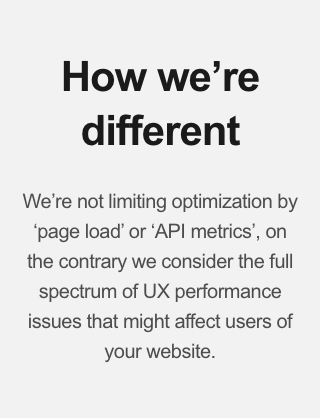 How we’re
different
We’re not limiting optimization by
‘page load’ or ‘API metrics’, on
the contrary we consider the full
spectrum of UX performance
issues that might affect users of
your website.